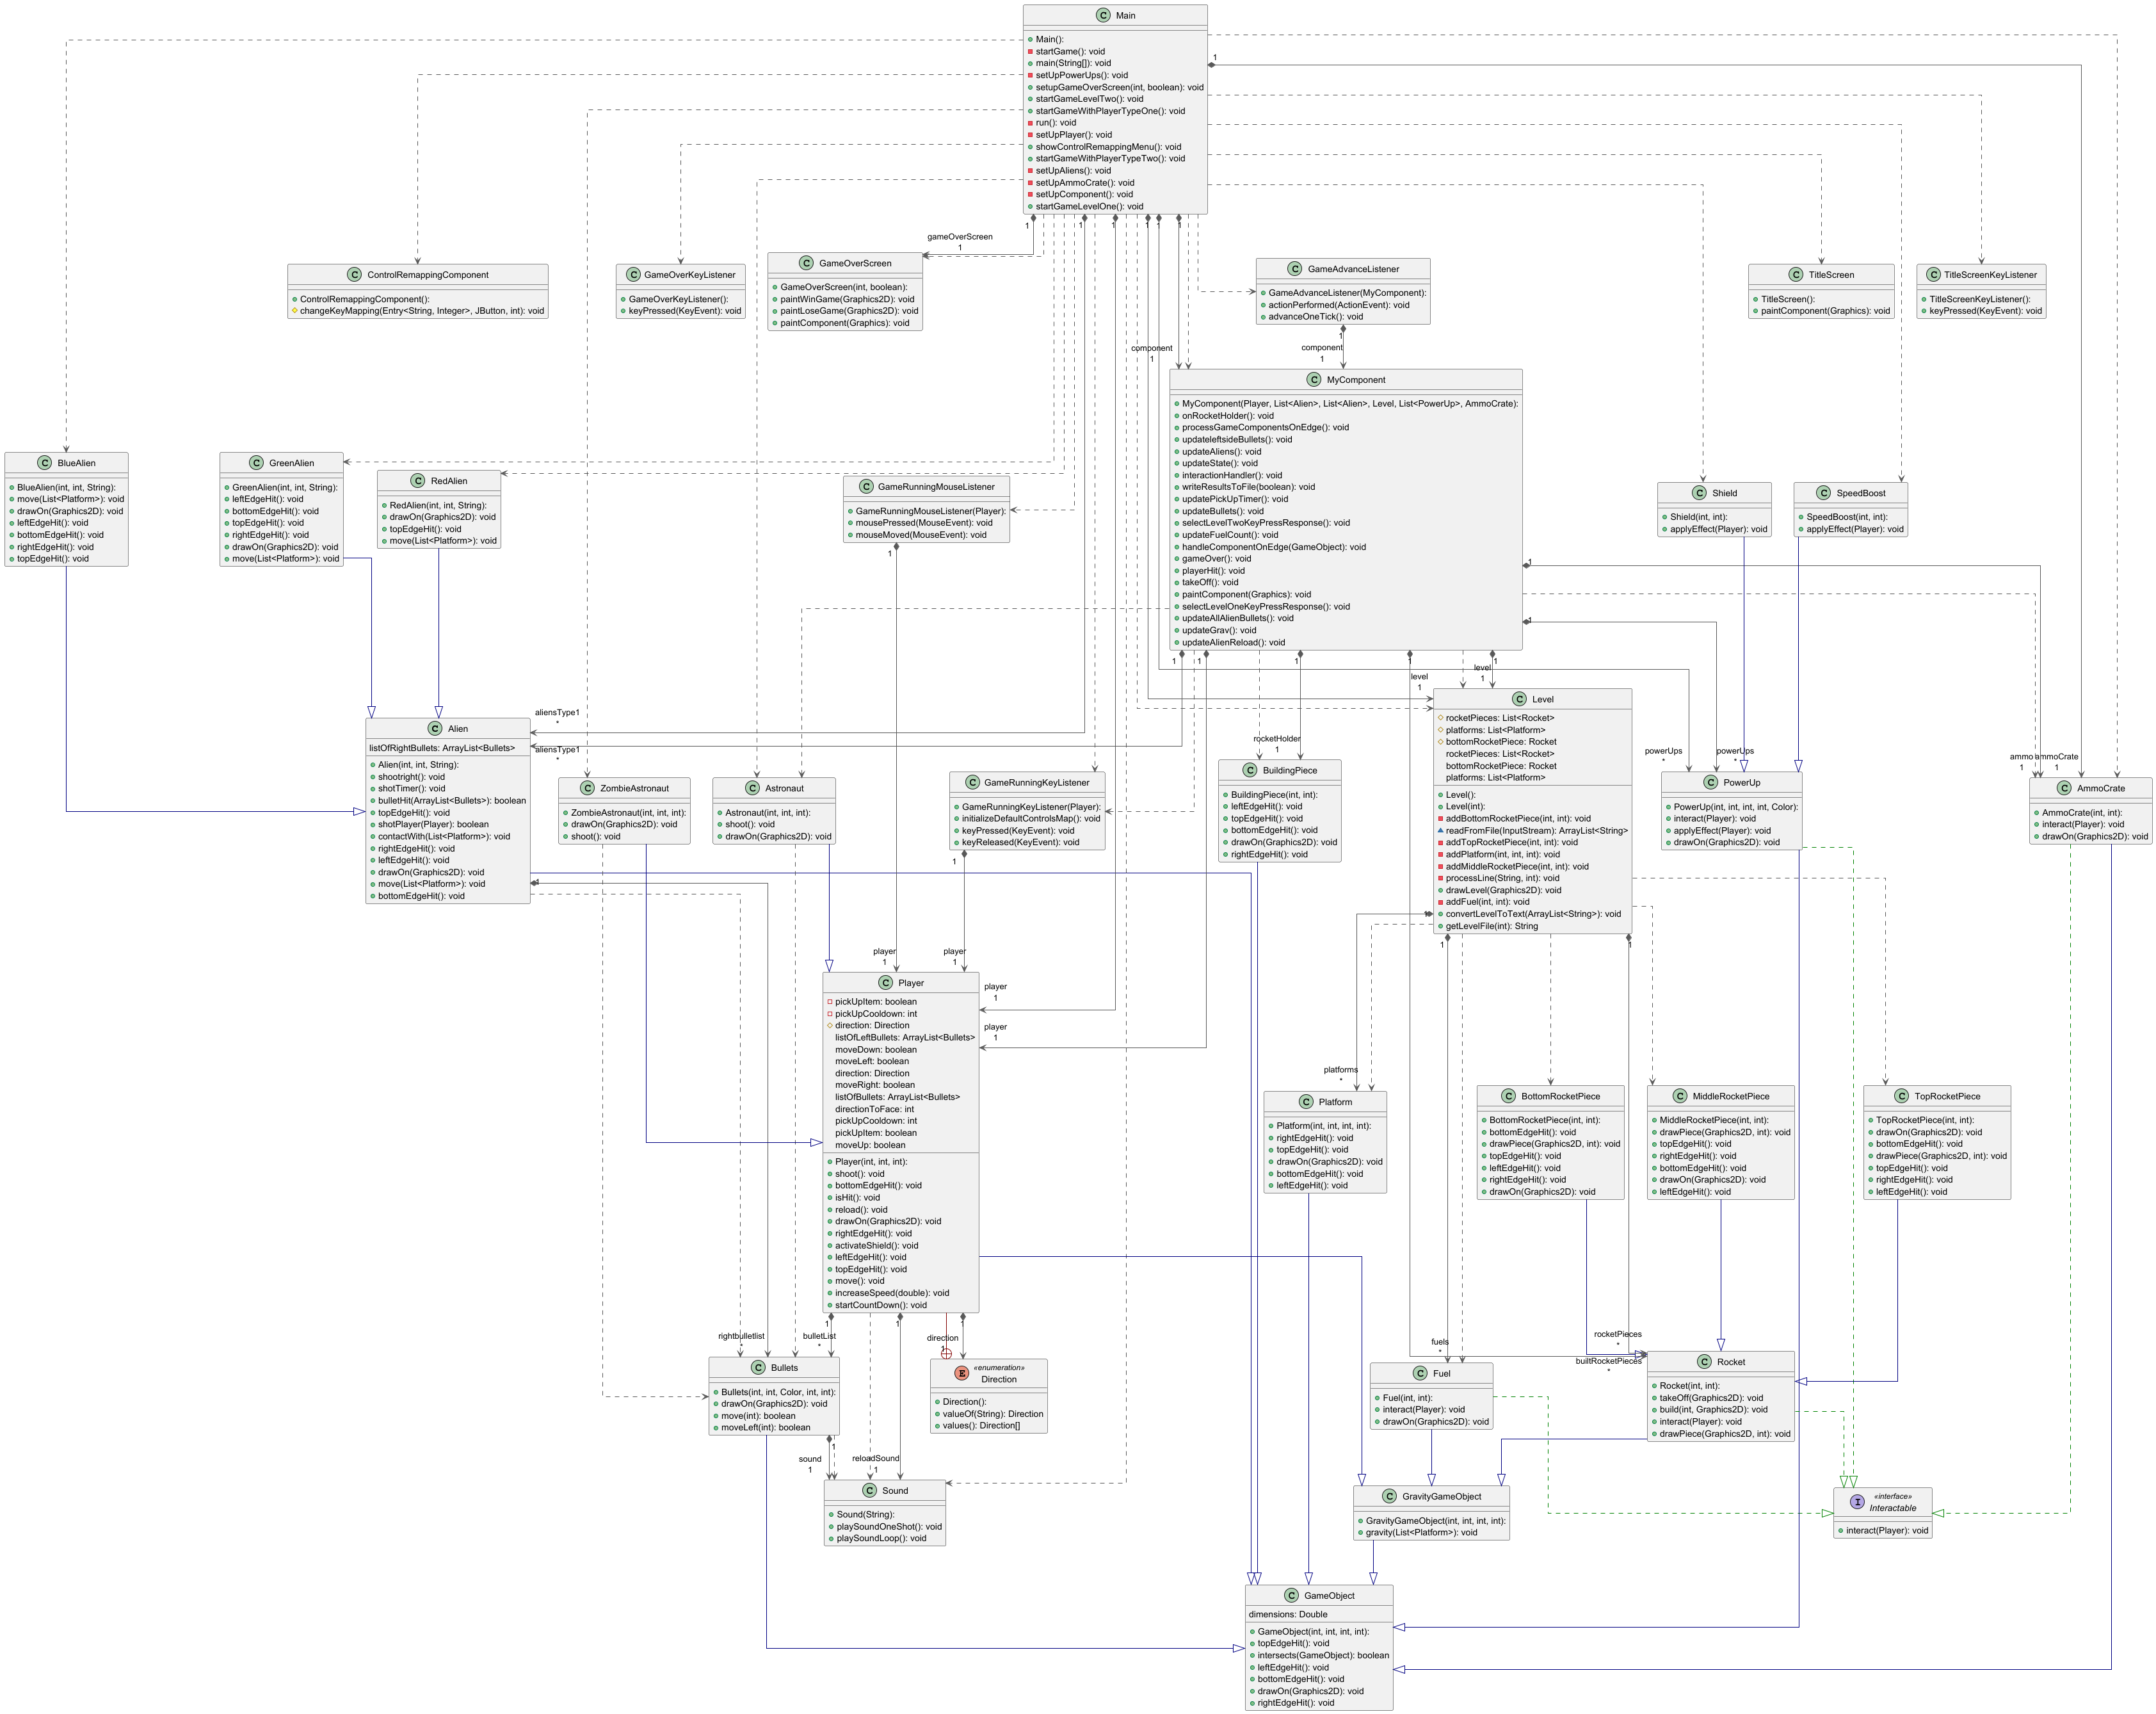 Main
Main():
startGame(): void
main(String[]): void
setUpPowerUps(): void
setupGameOverScreen(int, boolean): void
startGameLevelTwo(): void
startGameWithPlayerTypeOne(): void
run(): void
setUpPlayer(): void
showControlRemappingMenu(): void
startGameWithPlayerTypeTwo(): void
setUpAliens(): void
setUpAmmoCrate(): void
setUpComponent(): void
startGameLevelOne(): void
1
1
1
1
1
1
1
gameOverScreen
1
ControlRemappingComponent
ControlRemappingComponent():
changeKeyMapping(Entry<String, Integer>, JButton, int): void
GameOverKeyListener
GameOverKeyListener():
keyPressed(KeyEvent): void
GameOverScreen
GameOverScreen(int, boolean):
paintWinGame(Graphics2D): void
paintLoseGame(Graphics2D): void
paintComponent(Graphics): void
GameAdvanceListener
GameAdvanceListener(MyComponent):
actionPerformed(ActionEvent): void
advanceOneTick(): void
TitleScreen
TitleScreen():
paintComponent(Graphics): void
TitleScreenKeyListener
TitleScreenKeyListener():
keyPressed(KeyEvent): void
1
component
1
component
1
MyComponent
MyComponent(Player, List<Alien>, List<Alien>, Level, List<PowerUp>, AmmoCrate):
onRocketHolder(): void
processGameComponentsOnEdge(): void
updateleftsideBullets(): void
updateAliens(): void
updateState(): void
interactionHandler(): void
writeResultsToFile(boolean): void
updatePickUpTimer(): void
updateBullets(): void
selectLevelTwoKeyPressResponse(): void
updateFuelCount(): void
handleComponentOnEdge(GameObject): void
gameOver(): void
playerHit(): void
takeOff(): void
paintComponent(Graphics): void
selectLevelOneKeyPressResponse(): void
updateAllAlienBullets(): void
updateGrav(): void
updateAlienReload(): void
1
1
1
1
1
1
1
BlueAlien
BlueAlien(int, int, String):
move(List<Platform>): void
drawOn(Graphics2D): void
leftEdgeHit(): void
bottomEdgeHit(): void
rightEdgeHit(): void
topEdgeHit(): void
GreenAlien
GreenAlien(int, int, String):
leftEdgeHit(): void
bottomEdgeHit(): void
topEdgeHit(): void
rightEdgeHit(): void
drawOn(Graphics2D): void
move(List<Platform>): void
RedAlien
RedAlien(int, int, String):
drawOn(Graphics2D): void
topEdgeHit(): void
move(List<Platform>): void
GameRunningMouseListener
GameRunningMouseListener(Player):
mousePressed(MouseEvent): void
mouseMoved(MouseEvent): void
1
Shield
Shield(int, int):
applyEffect(Player): void
SpeedBoost
SpeedBoost(int, int):
applyEffect(Player): void
level
1
level
1
Level
rocketPieces: List<Rocket>
platforms: List<Platform>
bottomRocketPiece: Rocket
rocketPieces: List<Rocket>
bottomRocketPiece: Rocket
platforms: List<Platform>
Level():
Level(int):
addBottomRocketPiece(int, int): void
readFromFile(InputStream): ArrayList<String>
addTopRocketPiece(int, int): void
addPlatform(int, int, int): void
addMiddleRocketPiece(int, int): void
processLine(String, int): void
drawLevel(Graphics2D): void
addFuel(int, int): void
convertLevelToText(ArrayList<String>): void
getLevelFile(int): String
1
1
1
aliensType1
*
aliensType1
*
Alien
listOfRightBullets: ArrayList<Bullets>
Alien(int, int, String):
shootright(): void
shotTimer(): void
bulletHit(ArrayList<Bullets>): boolean
topEdgeHit(): void
shotPlayer(Player): boolean
contactWith(List<Platform>): void
rightEdgeHit(): void
leftEdgeHit(): void
drawOn(Graphics2D): void
move(List<Platform>): void
bottomEdgeHit(): void
1
ZombieAstronaut
ZombieAstronaut(int, int, int):
drawOn(Graphics2D): void
shoot(): void
Astronaut
Astronaut(int, int, int):
shoot(): void
drawOn(Graphics2D): void
GameRunningKeyListener
GameRunningKeyListener(Player):
initializeDefaultControlsMap(): void
keyPressed(KeyEvent): void
keyReleased(KeyEvent): void
1
rocketHolder
1
BuildingPiece
BuildingPiece(int, int):
leftEdgeHit(): void
topEdgeHit(): void
bottomEdgeHit(): void
drawOn(Graphics2D): void
rightEdgeHit(): void
powerUps
*
powerUps
*
PowerUp
PowerUp(int, int, int, int, Color):
interact(Player): void
applyEffect(Player): void
drawOn(Graphics2D): void
ammo
1
ammoCrate
1
AmmoCrate
AmmoCrate(int, int):
interact(Player): void
drawOn(Graphics2D): void
player
1
player
1
player
1
player
1
Player
pickUpItem: boolean
pickUpCooldown: int
direction: Direction
listOfLeftBullets: ArrayList<Bullets>
moveDown: boolean
moveLeft: boolean
direction: Direction
moveRight: boolean
listOfBullets: ArrayList<Bullets>
directionToFace: int
pickUpCooldown: int
pickUpItem: boolean
moveUp: boolean
Player(int, int, int):
shoot(): void
bottomEdgeHit(): void
isHit(): void
reload(): void
drawOn(Graphics2D): void
rightEdgeHit(): void
activateShield(): void
leftEdgeHit(): void
topEdgeHit(): void
move(): void
increaseSpeed(double): void
startCountDown(): void
1
1
1
platforms
*
Platform
Platform(int, int, int, int):
rightEdgeHit(): void
topEdgeHit(): void
drawOn(Graphics2D): void
bottomEdgeHit(): void
leftEdgeHit(): void
BottomRocketPiece
BottomRocketPiece(int, int):
bottomEdgeHit(): void
drawPiece(Graphics2D, int): void
topEdgeHit(): void
leftEdgeHit(): void
rightEdgeHit(): void
drawOn(Graphics2D): void
MiddleRocketPiece
MiddleRocketPiece(int, int):
drawPiece(Graphics2D, int): void
topEdgeHit(): void
rightEdgeHit(): void
bottomEdgeHit(): void
drawOn(Graphics2D): void
leftEdgeHit(): void
TopRocketPiece
TopRocketPiece(int, int):
drawOn(Graphics2D): void
bottomEdgeHit(): void
drawPiece(Graphics2D, int): void
topEdgeHit(): void
rightEdgeHit(): void
leftEdgeHit(): void
rightbulletlist
*
bulletList
*
Bullets
Bullets(int, int, Color, int, int):
drawOn(Graphics2D): void
move(int): boolean
moveLeft(int): boolean
1
direction
1
«enumeration»
Direction
Direction():
valueOf(String): Direction
values(): Direction[]
fuels
*
Fuel
Fuel(int, int):
interact(Player): void
drawOn(Graphics2D): void
rocketPieces
*
builtRocketPieces
*
Rocket
Rocket(int, int):
takeOff(Graphics2D): void
build(int, Graphics2D): void
interact(Player): void
drawPiece(Graphics2D, int): void
sound
1
reloadSound
1
Sound
Sound(String):
playSoundOneShot(): void
playSoundLoop(): void
GravityGameObject
GravityGameObject(int, int, int, int):
gravity(List<Platform>): void
«interface»
Interactable
interact(Player): void
GameObject
dimensions: Double
GameObject(int, int, int, int):
topEdgeHit(): void
intersects(GameObject): boolean
leftEdgeHit(): void
bottomEdgeHit(): void
drawOn(Graphics2D): void
rightEdgeHit(): void